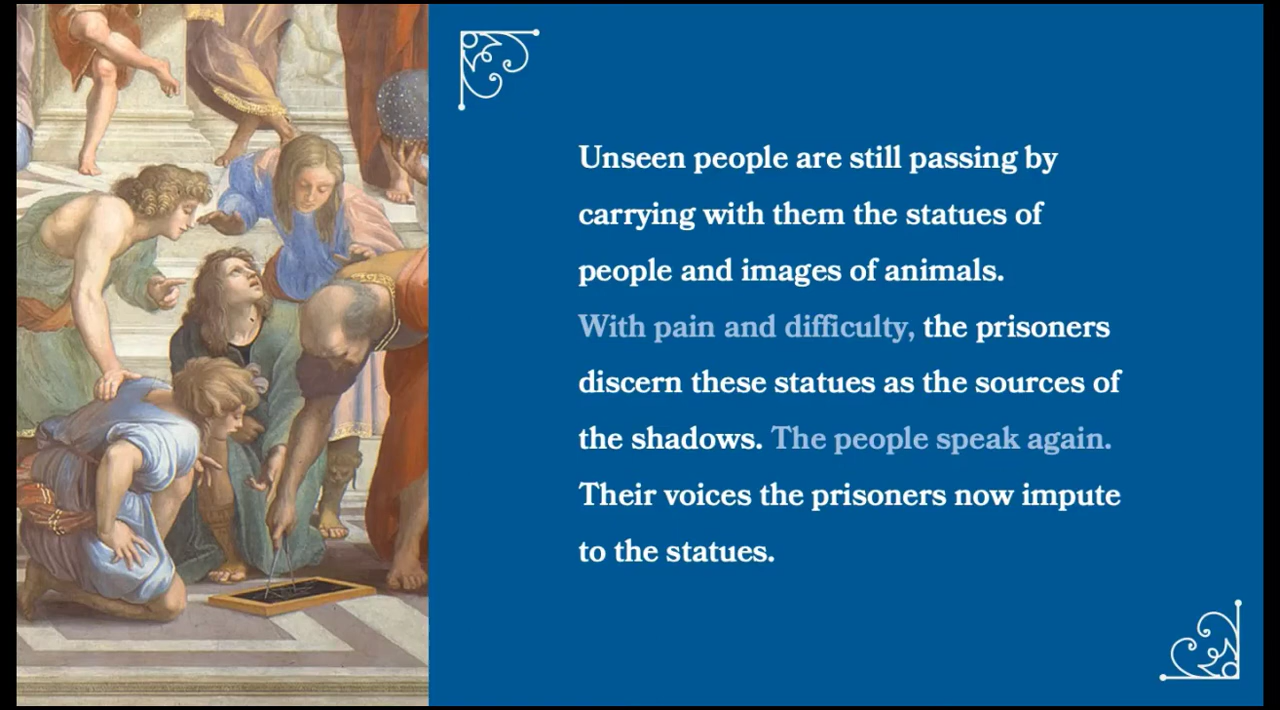 Unseen people are still passing by
carrying with them the statues of
people and images of animals.
With pain and difficulty, the prisoners
discern these statues as the sources of
the shadows. The people speak again.
Their voices the prisoners now impute
to the statues.